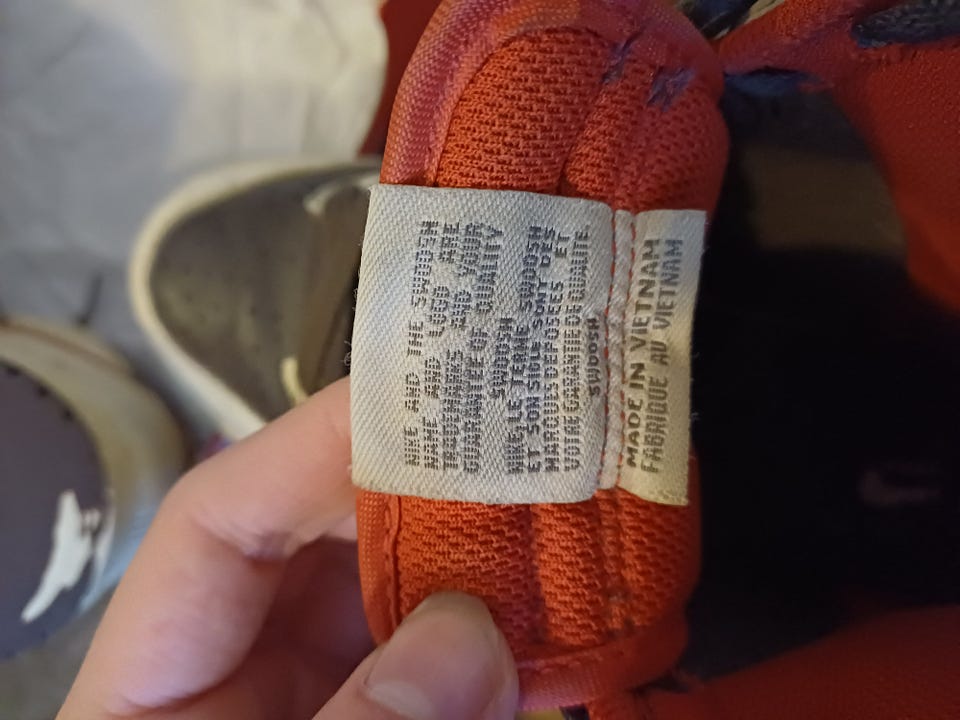 NIKE AND THE SWOOSH
NAME AND LOGO ARE
TRADEMARKS AND YOUR
GUARANTEE OF QUALITY
SWOOSH
NIKE LE TERME SWOOSH
ET SON SIGLE SONT DES
MARQUES DEPOSEES ET
VOTRE GARANTIE DE QUALITE
SWOOSH
MADE IN VIETNAM
FABRIQUE AU VIETNAM